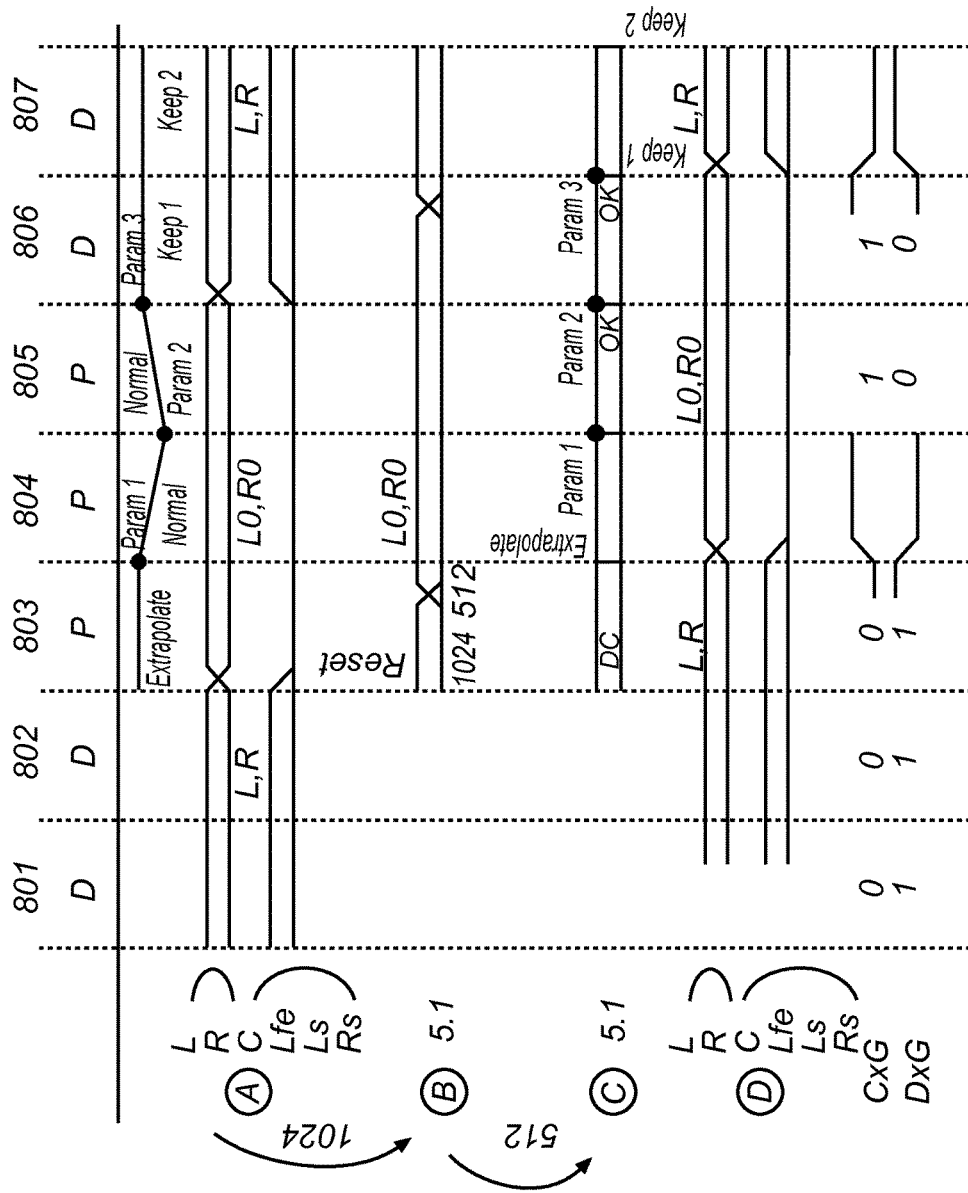 801 802 803 804 805 806 807
D D P P P D D
Extrapolate Param 1 Normal Param 3
Normal Param 2 Keep 1 Keep 2
L
R
C
Lfe
Ls
Rs
A
L,R L0,R0 L,R
1024
Reset L0,R0
B 5.1
1024 512
512
Extrapolate Param 1 Param 2 Param 3 Keep 1 Keep 2
C 5.1
DC OK OK
L
R
C
Lfe
Ls
Rs
D
L,R L0,R0 L,R
CxG 0 0 0 1 1
DxG 1 1 1 0 0